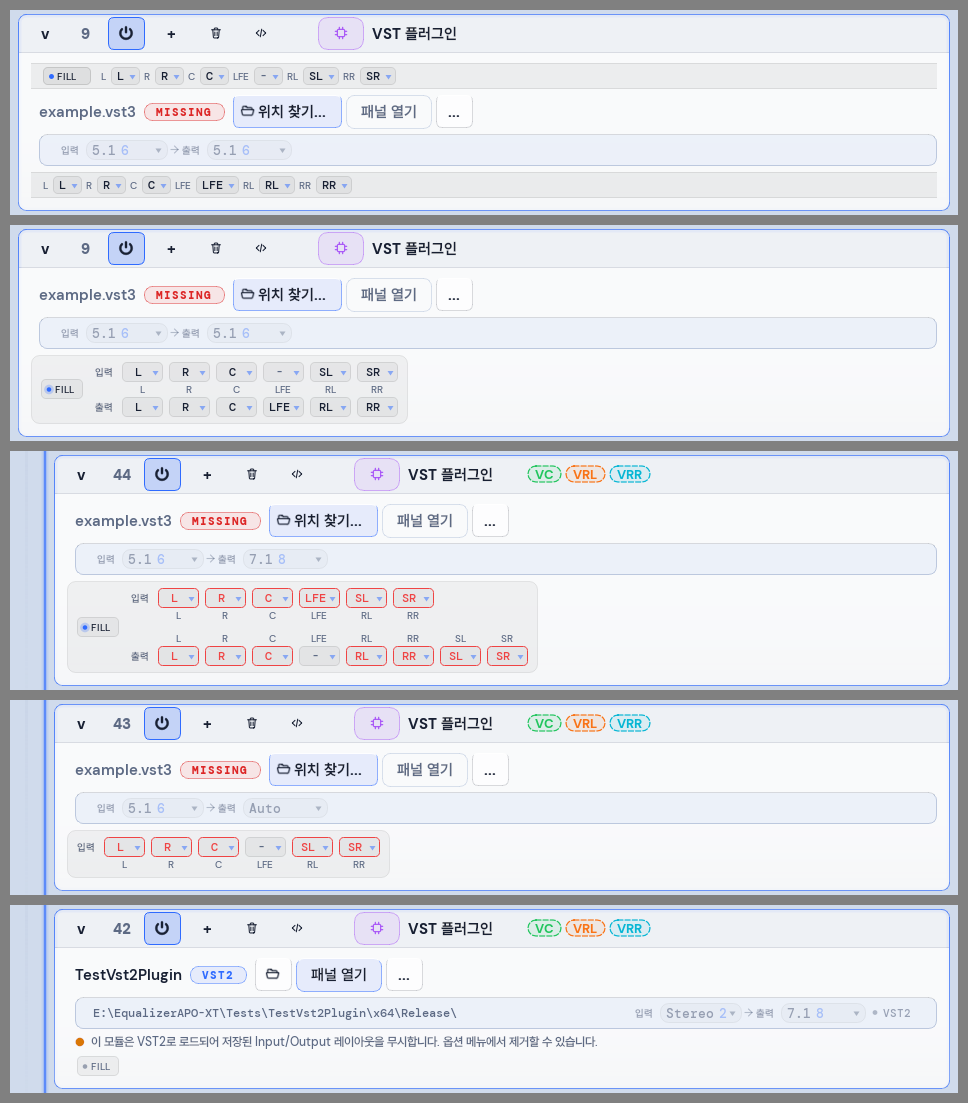 v 9 + VST 플러그인
FILL L L R R C C LFE - RL SL RR SR
example.vst3 MISSING 위치 찾기... 패널 열기 ...
입력 5.1 6 → 출력 5.1 6
L L R R C C LFE LFE RL RL RR RR
v 9 + VST 플러그인
example.vst3 MISSING 위치 찾기... 패널 열기 ...
입력 5.1 6 → 출력 5.1 6
입력 L R C - SL SR
FILL L R C LFE RL RR
출력 L R C LFE RL RR
v 44 + VST 플러그인 VC VRL VRR
example.vst3 MISSING 위치 찾기... 패널 열기 ...
입력 5.1 6 → 출력 7.1 8
입력 L R C LFE SL SR
L R C LFE RL RR
FILL
L R C LFE RL RR SL SR
출력 L R C - RL RR SL SR
v 43 + VST 플러그인 VC VRL VRR
example.vst3 MISSING 위치 찾기... 패널 열기 ...
입력 5.1 6 → 출력 Auto
입력 L R C - SL SR
L R C LFE RL RR
v 42 + VST 플러그인 VC VRL VRR
TestVst2Plugin VST2 패널 열기 ...
E:\EqualizerAPO-XT\Tests\TestVst2Plugin\x64\Release\ 입력 Stereo 2 → 출력 7.1 8 VST2
이 모듈은 VST2로 로드되어 저장된 Input/Output 레이아웃을 무시합니다. 옵션 메뉴에서 제거할 수 있습니다.
FILL